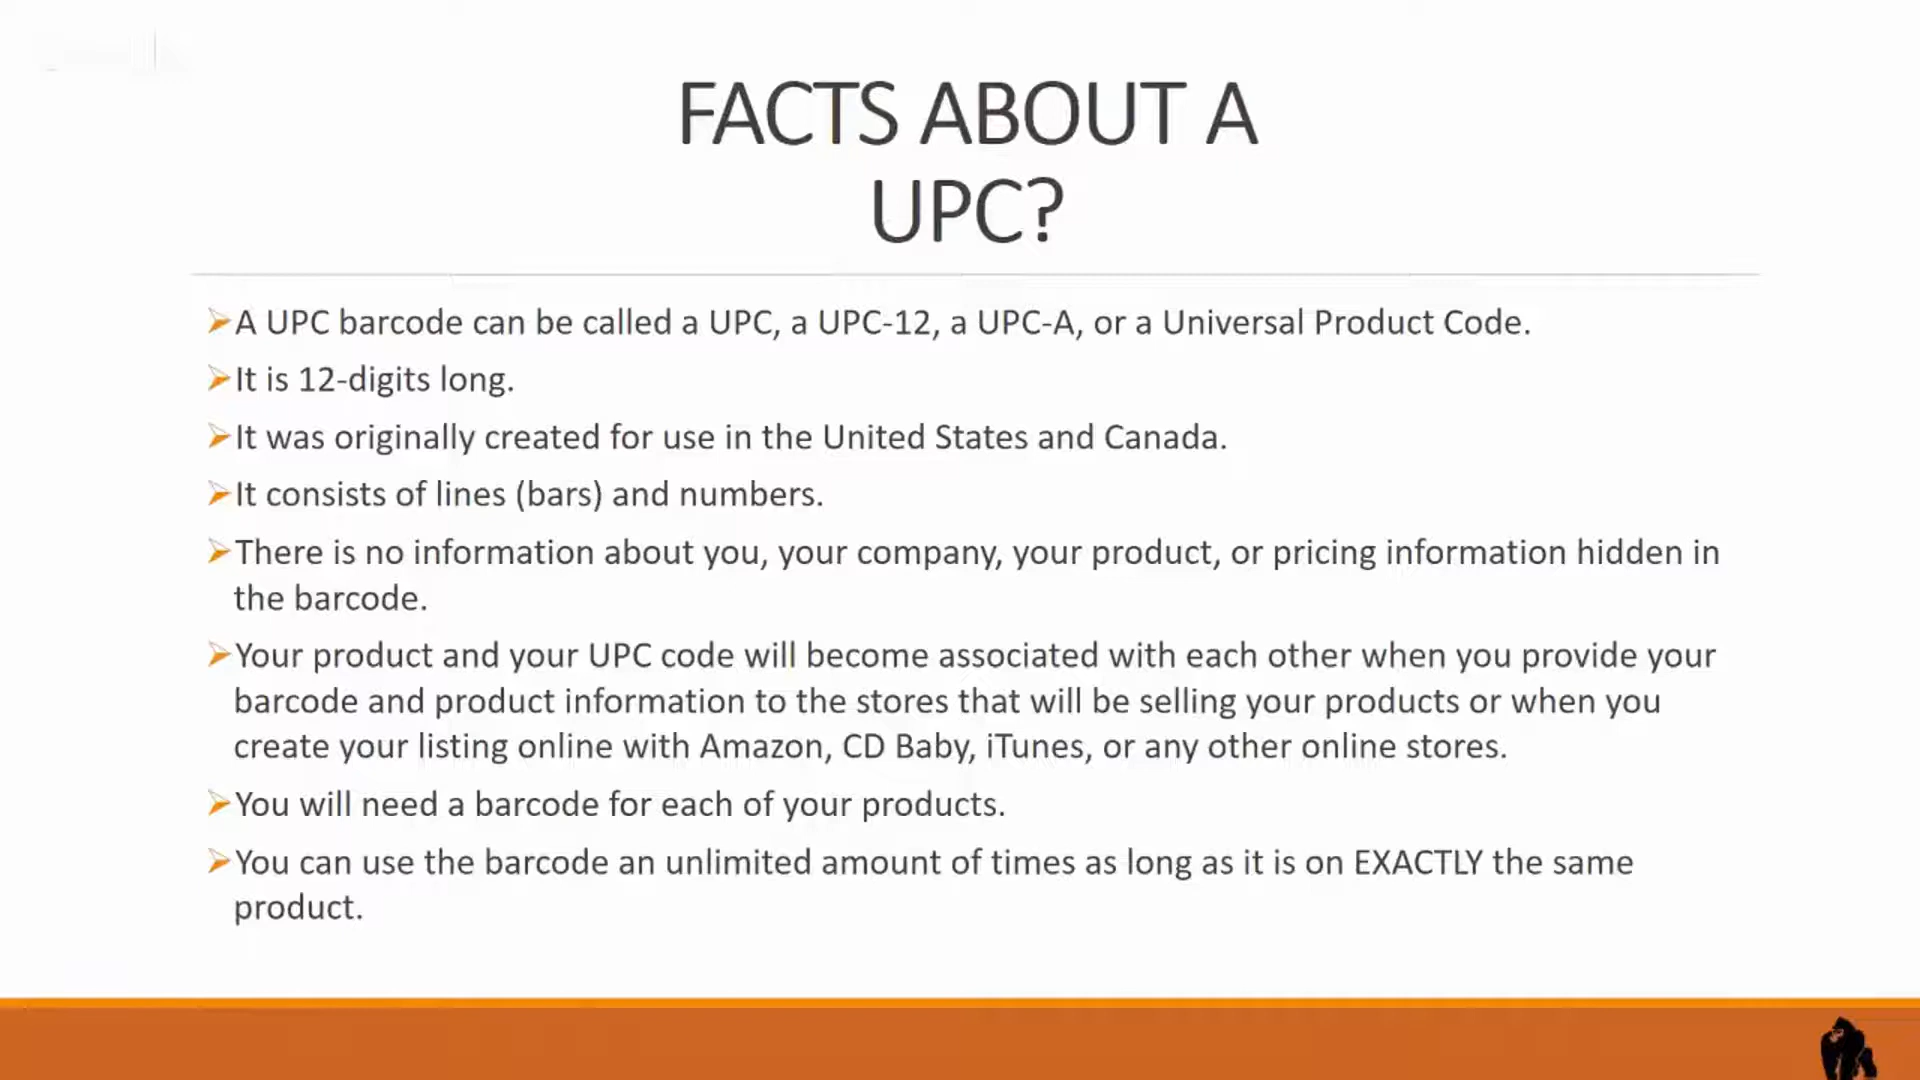 FACTS ABOUT A
UPC?
➢A UPC barcode can be called a UPC, a UPC-12, a UPC-A, or a Universal Product Code.
➢It is 12-digits long.
➢It was originally created for use in the United States and Canada.
➢It consists of lines (bars) and numbers.
➢There is no information about you, your company, your product, or pricing information hidden in
the barcode.
➢Your product and your UPC code will become associated with each other when you provide your
barcode and product information to the stores that will be selling your products or when you
create your listing online with Amazon, CD Baby, iTunes, or any other online stores.
➢You will need a barcode for each of your products.
➢You can use the barcode an unlimited amount of times as long as it is on EXACTLY the same
product.